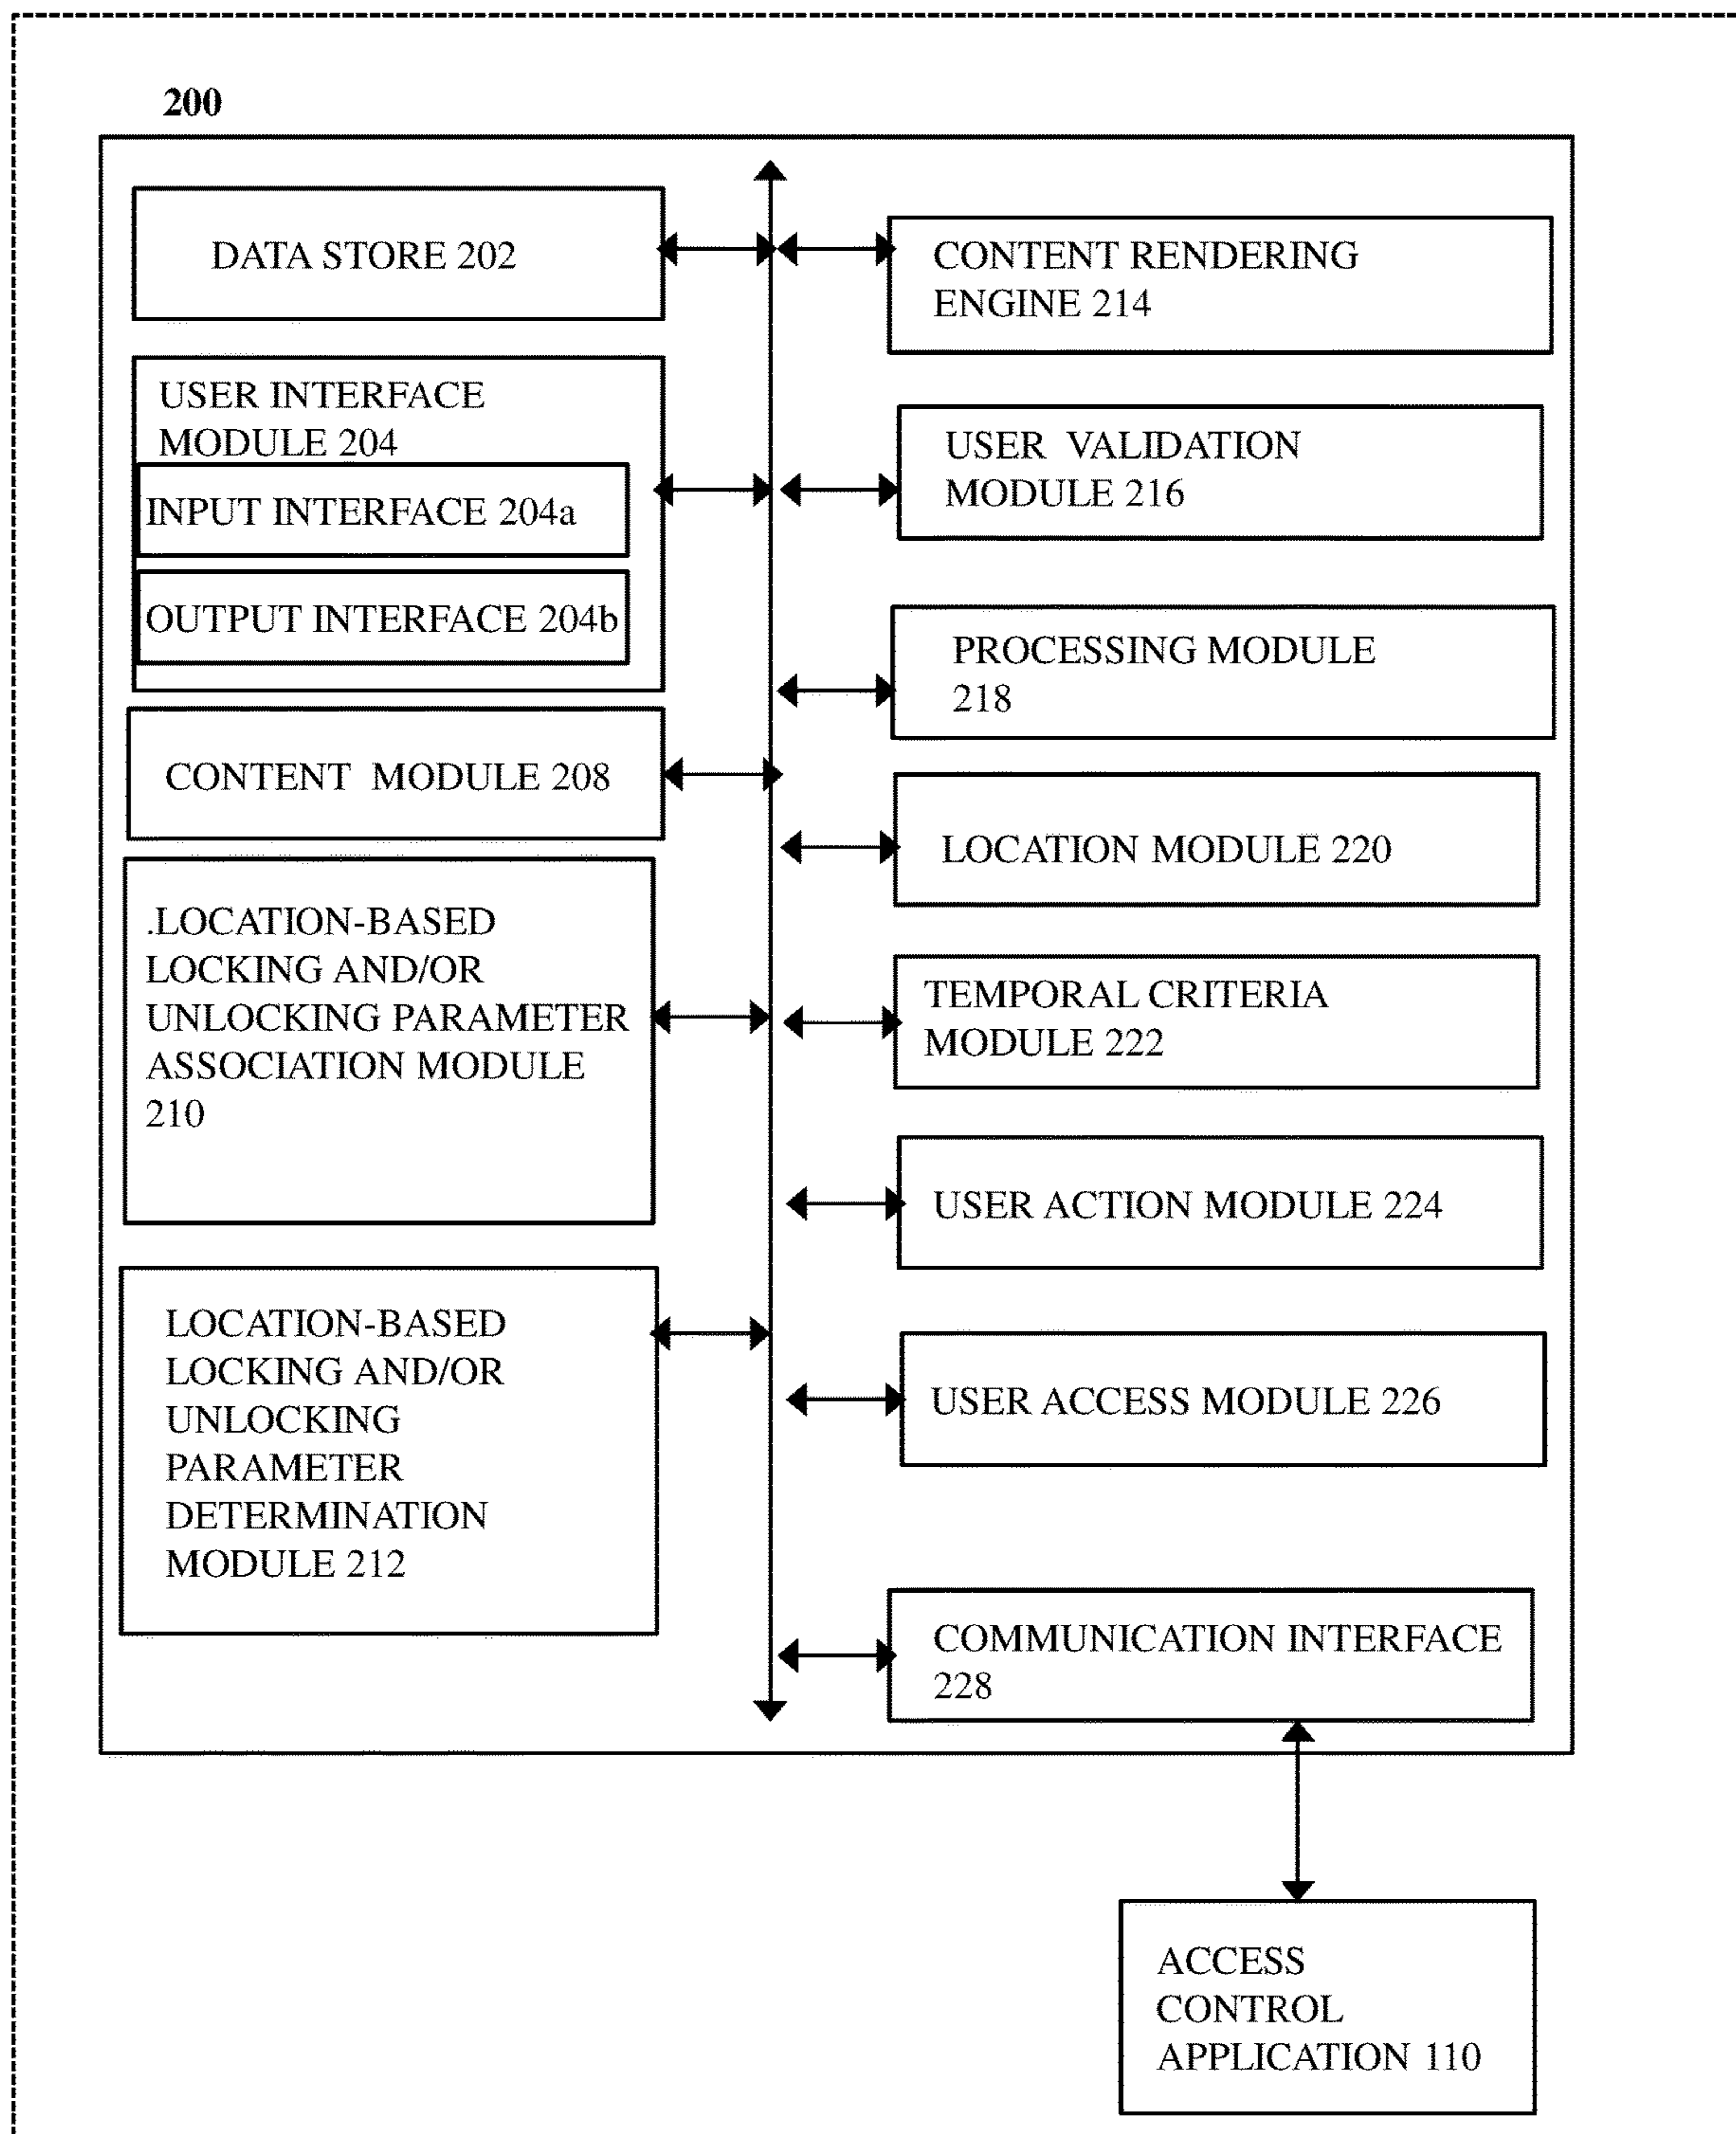 200
DATA STORE 202
USER INTERFACE
MODULE 204
INPUT INTERFACE 204a
OUTPUT INTERFACE 204b
CONTENT MODULE 208
.LOCATION-BASED
LOCKING AND/OR
UNLOCKING PARAMETER
ASSOCIATION MODULE
210
LOCATION-BASED
LOCKING AND/OR
UNLOCKING
PARAMETER
DETERMINATION
MODULE 212
CONTENT RENDERING
ENGINE 214
USER VALIDATION
MODULE 216
PROCESSING MODULE
218
LOCATION MODULE 220
TEMPORAL CRITERIA
MODULE 222
USER ACTION MODULE 224
USER ACCESS MODULE 226
COMMUNICATION INTERFACE
228
ACCESS
CONTROL
APPLICATION 110